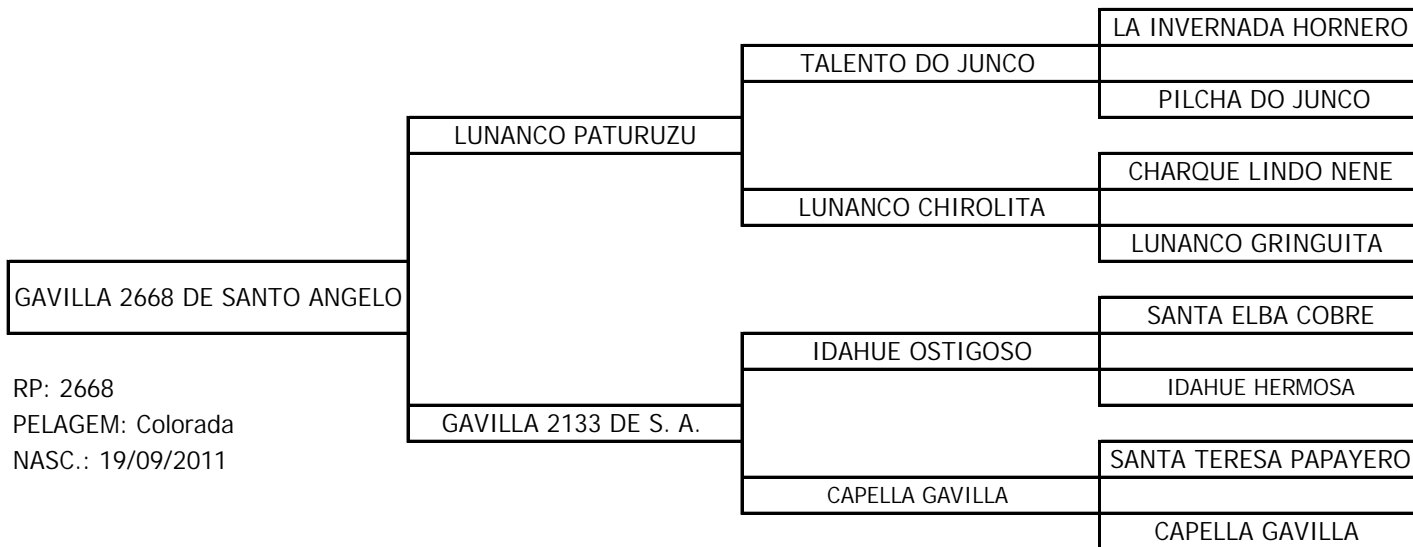 LA INVERNADA HORNERO
TALENTO DO JUNCO
PILCHA DO JUNCO
LUNANCO PATURUZU
CHARQUE LINDO NENE
LUNANCO CHIROLITA
LUNANCO GRINGUITA
GAVILLA 2668 DE SANTO ANGELO
SANTA ELBA COBRE
IDAHUE OSTIGOSO
IDAHUE HERMOSA
RP: 2668
GAVILLA 2133 DE S. A.
PELAGEM: Colorada
NASC.: 19/09/2011
SANTA TERESA PAPAYERO
CAPELLA GAVILLA
CAPELLA GAVILLA